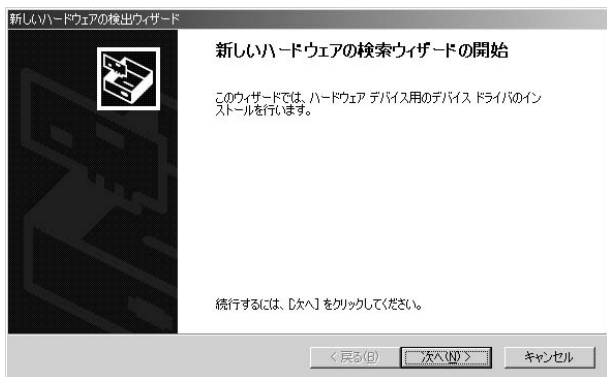 新しいハードウェアの検出ウィザード
新しいハードウェアの検索ウィザードの開始
このウィザードでは、ハードウェア デバイス用のデバイス ドライバのイン
ストールを行います。
続行するには、[次へ] をクリックしてください。
< 戻る(B)
次へ(N) >
キャンセル